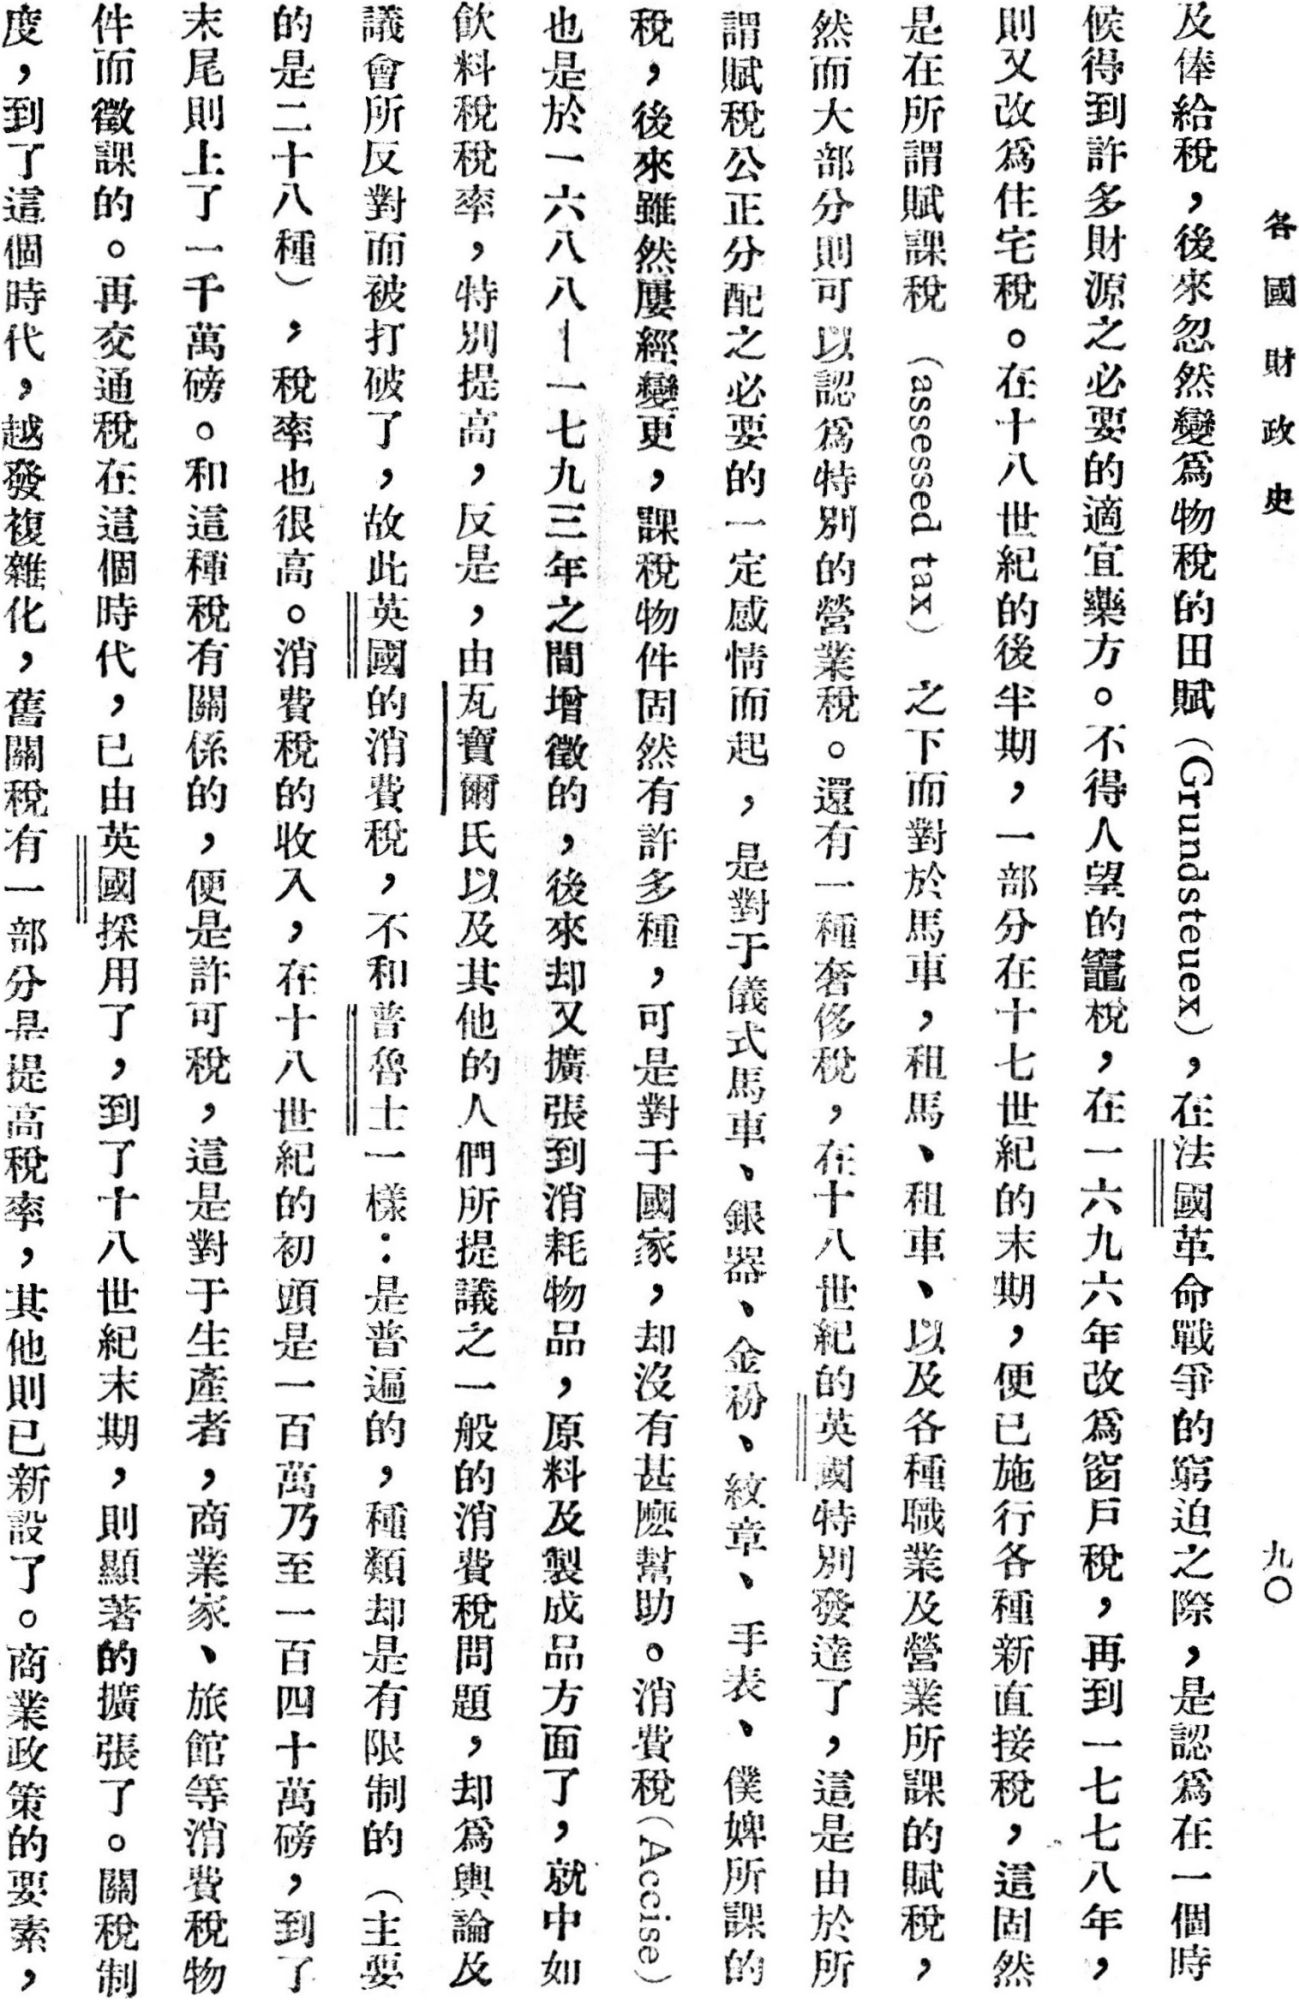 各國財政史
九〇
及俸給稅，後來忽然變爲物稅的田賦（Grundsteuex），在法國革命戰爭的窮迫之際，是認爲在一個時
候得到許多財源之必要的適宜藥方。不得人望的竈稅，在一六九六年改爲窗戶稅，再到一七七八年，
則又改爲住宅稅。在十八世紀的後半期，一部分在十七世紀的末期，便已施行各種新直接稅，這固然
是在所謂賦課稅（assessed tax）之下而對於馬車，租馬、租車、以及各種職業及營業所課的賦稅，
然而大部分則可以認爲特別的營業稅。還有一種奢侈稅，在十八世紀的英國特別發達了，這是由於所
謂賦稅公正分配之必要的一定感情而起，是對于儀式馬車、銀器、金粉、紋章、手表、僕婢所課的
稅，後來雖然屢經變更，課稅物件固然有許多種，可是對于國家，却沒有甚麽幫助。消費稅（Accise）
也是於一六八八－一七九三年之間增徵的，後來却又擴張到消耗物品，原料及製成品方面了，就中如
飲料稅稅率，特別提高，反是，由瓦寶爾氏以及其他的人們所提議之一般的消費稅問題，却爲輿論及
議會所反對而被打破了，故此英國的消費稅，不和普魯士一樣：是普遍的，種類却是有限制的（主要
的是二十八種），稅率也很高。消費稅的收入，在十八世紀的初頭是一百萬乃至一百四十萬磅，到了
末尾則上了一千萬磅。和這種稅有關係的，便是許可稅，這是對于生產者，商業家、旅館等消費稅物
件而徵課的。再交通稅在這個時代，已由英國採用了，到了十八世紀末期，則顯著的擴張了。關稅制
度，到了這個時代，越發複雜化，舊關稅有一部分是提高稅率，其他則已新設了。商業政策的要素，